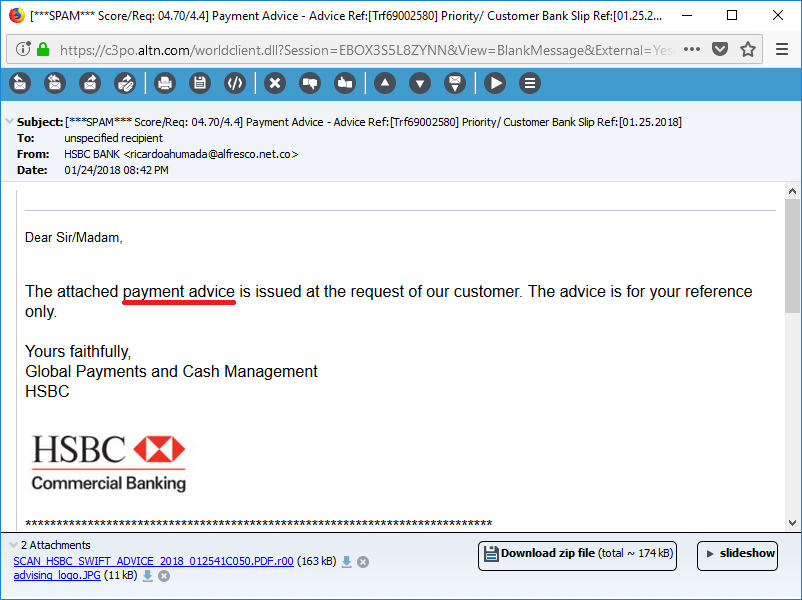 [***SPAM*** Score/Req: 04.70/4.4] Payment Advice - Advice Ref:[Trf69002580] Priority/ Customer Bank Slip Ref:[01.25.2...
https://c3po.altn.com/worldclient.dll?Session=EBOX3S5L8ZYNN&View=BlankMessage&External=Yes
Subject: [***SPAM*** Score/Req: 04.70/4.4] Payment Advice - Advice Ref:[Trf69002580] Priority/ Customer Bank Slip Ref:[01.25.2018]
To: unspecified recipient
From: HSBC BANK <ricardoahumada@alfresco.net.co>
Date: 01/24/2018 08:42 PM
Dear Sir/Madam,
The attached payment advice is issued at the request of our customer. The advice is for your reference
only.
Yours faithfully,
Global Payments and Cash Management
HSBC
HSBC
Commercial Banking
***************************************************************************
2 Attachments
SCAN_HSBC_SWIFT_ADVICE_2018_012541C050.PDF.r00 (163 kB)
advising_logo.JPG (11 kB)
Download zip file (total ~ 174 kB)
slideshow